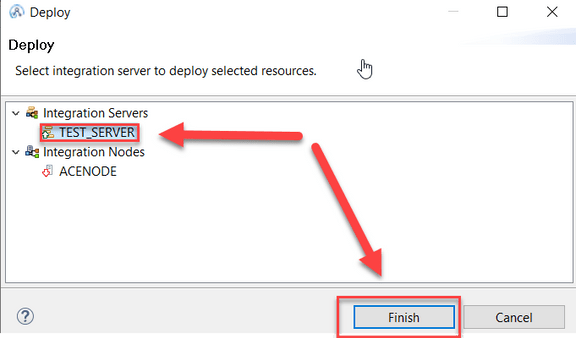 Deploy
Deploy
Select integration server to deploy selected resources.
Integration Servers
TEST_SERVER
Integration Nodes
ACENODE
Finish
Cancel